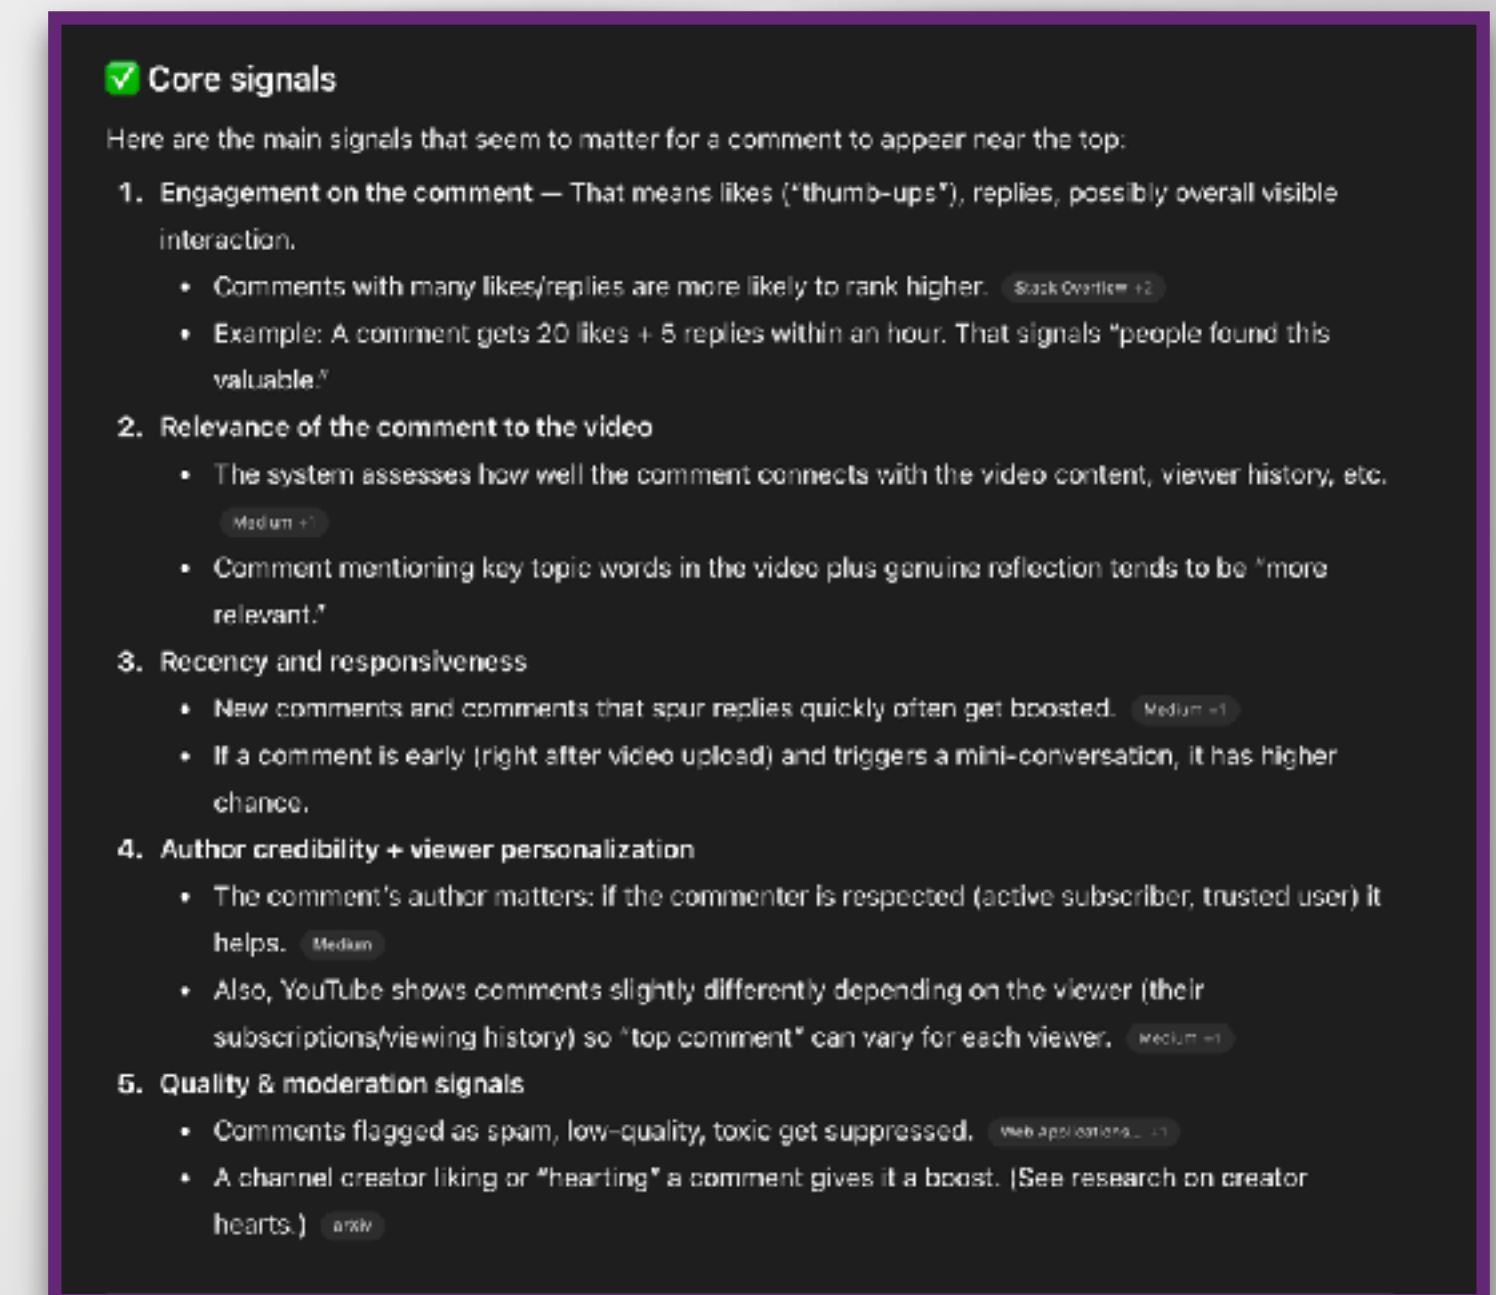 ✅ Core signals
Here are the main signals that seem to matter for a comment to appear near the top:
1. Engagement on the comment — That means likes ("thumb-ups"), replies, possibly overall visible
interaction.
• Comments with many likes/replies are more likely to rank higher. Stack Overflow +2
• Example: A comment gets 20 likes + 5 replies within an hour. That signals "people found this
valuable."
2. Relevance of the comment to the video
• The system assesses how well the comment connects with the video content, viewer history, etc.
Medium +1
• Comment mentioning key topic words in the video plus genuine reflection tends to be "more
relevant."
3. Recency and responsiveness
• New comments and comments that spur replies quickly often get boosted. Medium +1
• If a comment is early (right after video upload) and triggers a mini-conversation, it has higher
chance.
4. Author credibility + viewer personalization
• The comment's author matters: if the commenter is respected (active subscriber, trusted user) it
helps. Medium
• Also, YouTube shows comments slightly differently depending on the viewer (their
subscriptions/viewing history) so "top comment" can vary for each viewer. Medium +1
5. Quality & moderation signals
• Comments flagged as spam, low-quality, toxic get suppressed. Web Applications... +1
• A channel creator liking or "hearting" a comment gives it a boost. (See research on creator
hearts.) arxiv